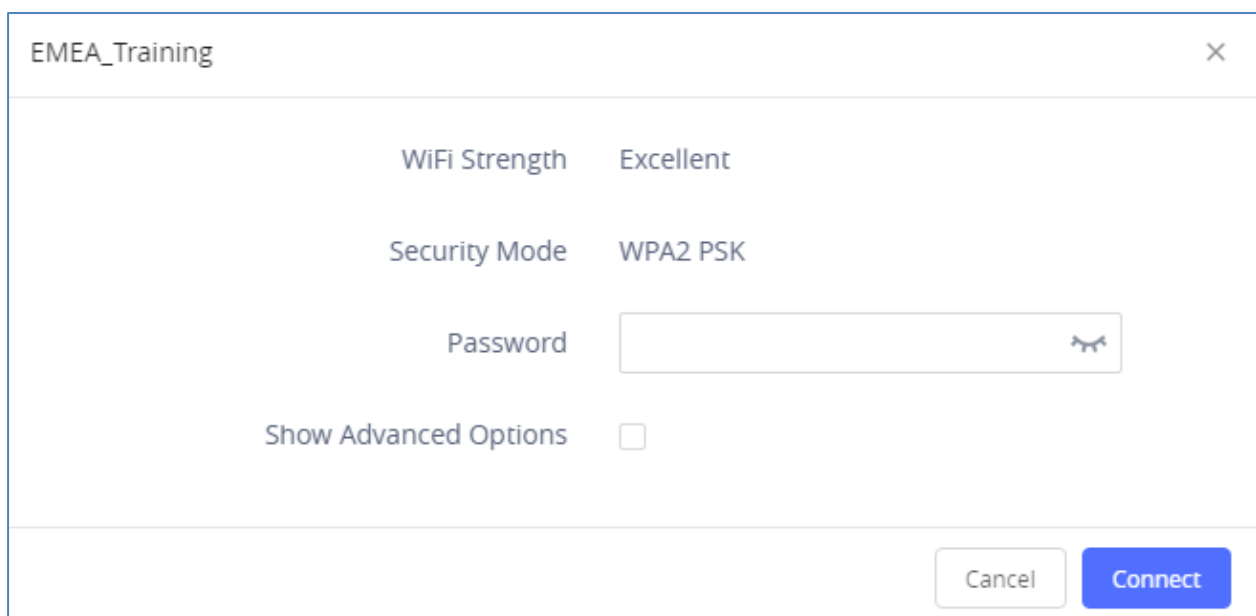 EMEA_Training
WiFi Strength Excellent
Security Mode WPA2 PSK
Password
Show Advanced Options
Cancel Connect